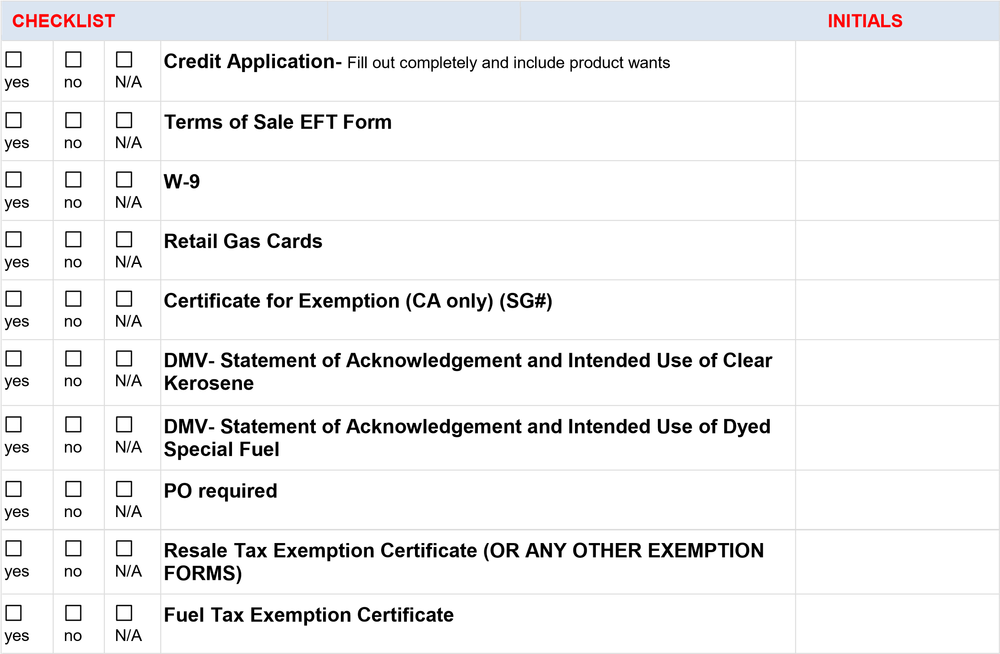 CHECKLIST INITIALS
Credit Application- Fill out completely and include product wants
yes no N/A
Terms of Sale EFT Form
yes no N/A
W-9
yes no N/A
Retail Gas Cards
yes no N/A
Certificate for Exemption (CA only) (SG#)
yes no N/A
DMV- Statement of Acknowledgement and Intended Use of Clear
yes no N/A Kerosene
DMV- Statement of Acknowledgement and Intended Use of Dyed
yes no N/A Special Fuel
PO required
yes no N/A
Resale Tax Exemption Certificate (OR ANY OTHER EXEMPTION
yes no N/A FORMS)
Fuel Tax Exemption Certificate
yes no N/A